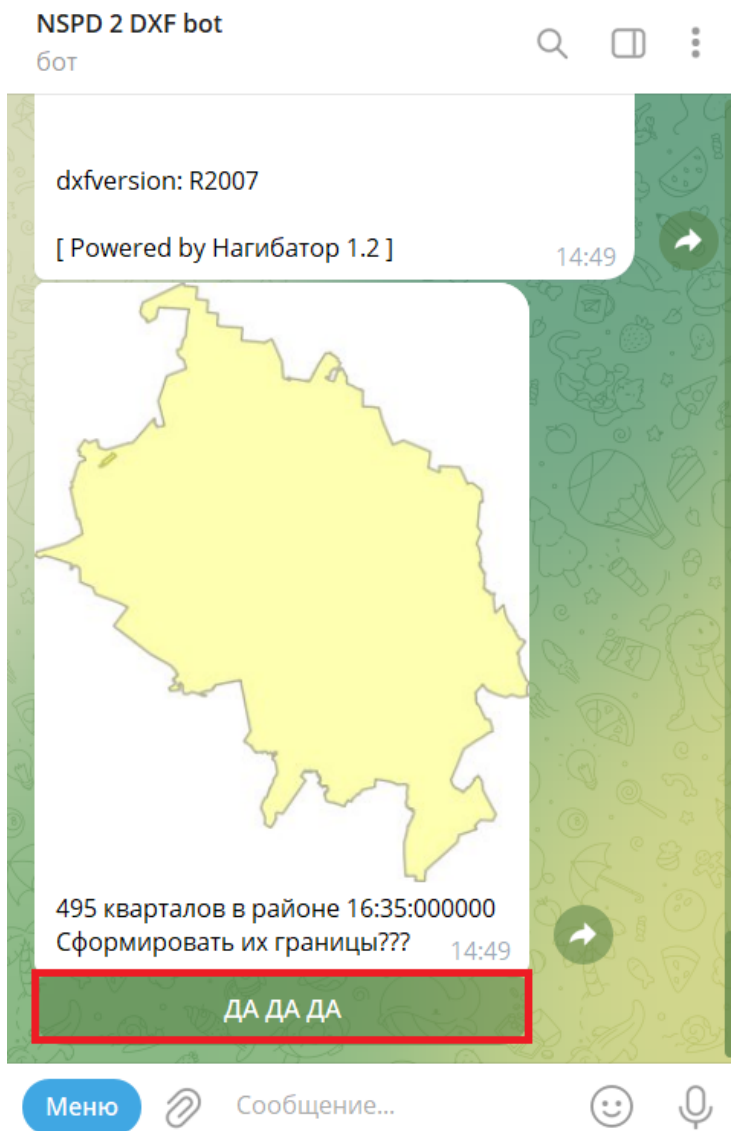 NSPD 2 DXF bot
бот
dxfversion: R2007
[ Powered by Нагибатор 1.2 ]
14:49
495 кварталов в районе 16:35:000000
Сформировать их границы???
14:49
ДА ДА ДА
Меню
Сообщение...